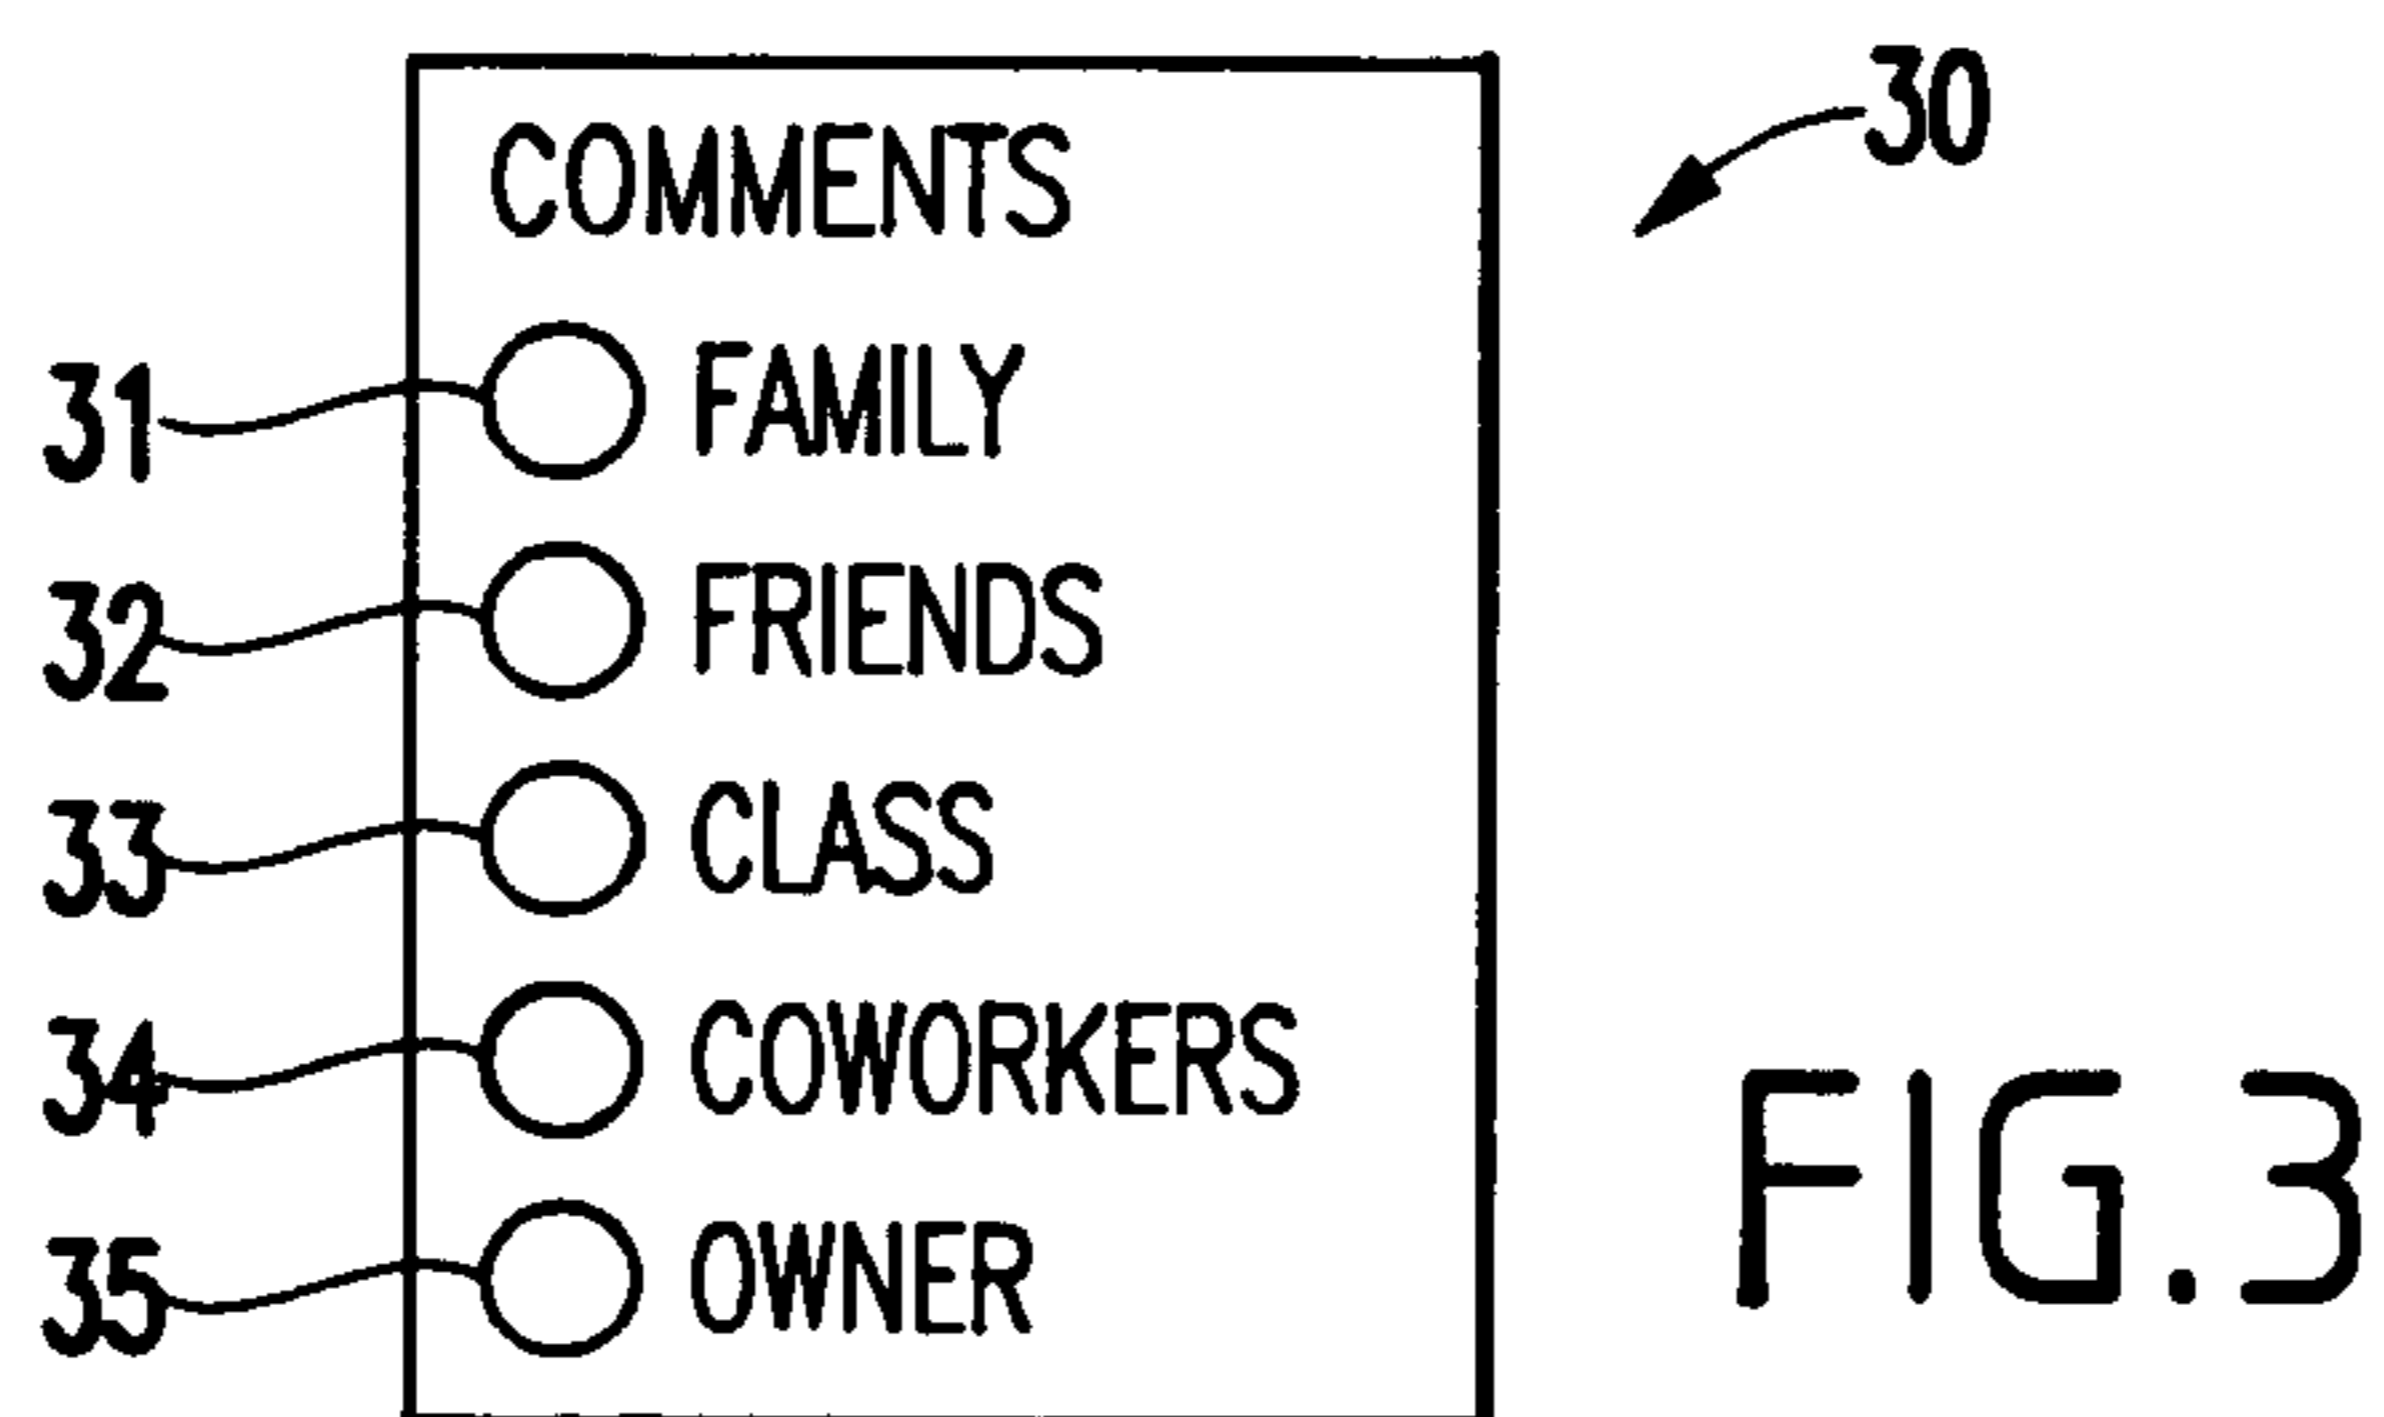 30
COMMENTS
31 FAMILY
32 FRIENDS
33 CLASS
34 COWORKERS
35 OWNER
FIG.3